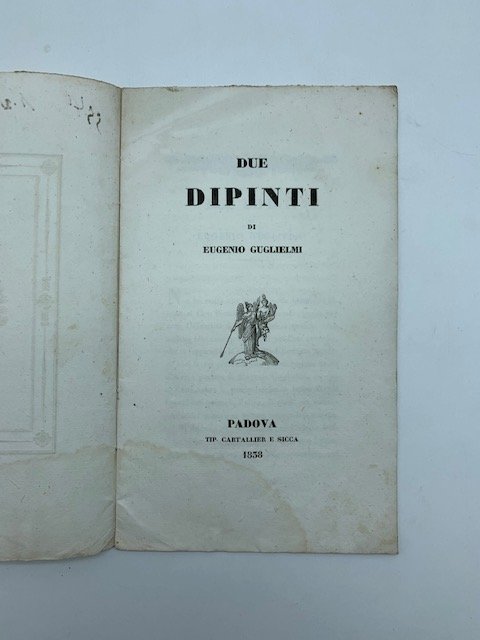 DUE
DIPINTI
DI
EUGENIO GUGLIELMI
PADOVA
TIP. CARTALLIER E SICCA
1838